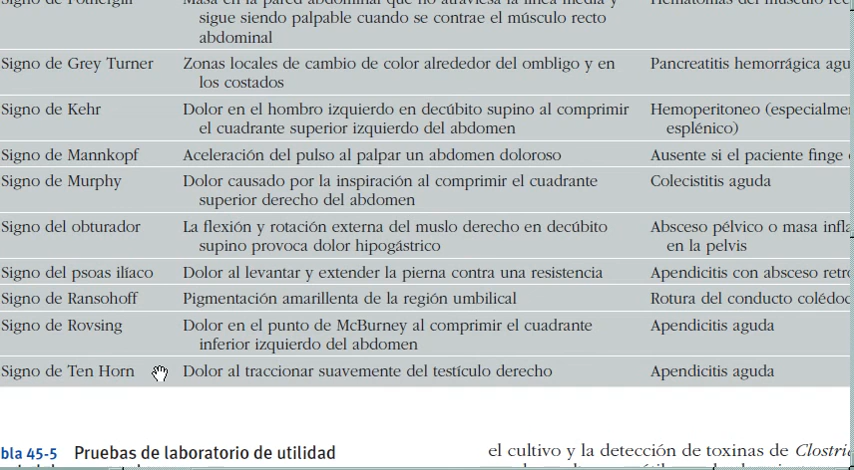 Signo de Fothergill Masa en la pared abdominal que no atraviesa la línea media y Hematomas del músculo
sigue siendo palpable cuando se contrae el músculo recto
abdominal
Signo de Grey Turner Zonas locales de cambio de color alrededor del ombligo y en Pancreatitis hemorrágica
los costados
Signo de Kehr Dolor en el hombro izquierdo en decúbito supino al comprimir Hemoperitoneo
el cuadrante superior izquierdo del abdomen esplénico)
Signo de Mannkopf Aceleración del pulso al palpar un abdomen doloroso Ausente si el paciente finge
Signo de Murphy Dolor causado por la inspiración al comprimir el cuadrante Colecistitis aguda
superior derecho del abdomen
Signo del obturador La flexión y rotación externa del muslo derecho en decúbito Absceso pélvico o masa
supino provoca dolor hipogástrico en la pelvis
Signo del psoas ilíaco Dolor al levantar y extender la pierna contra una resistencia Apendicitis con absceso
Signo de Ransohoff Pigmentación amarillenta de la región umbilical Rotura del conducto
Signo de Rovsing Dolor en el punto de McBurney al comprimir el cuadrante Apendicitis aguda
inferior izquierdo del abdomen
Signo de Ten Horn Dolor al traccionar suavemente del testículo derecho Apendicitis aguda
bla 45-5 Pruebas de laboratorio de utilidad
el cultivo y la detección de toxinas de